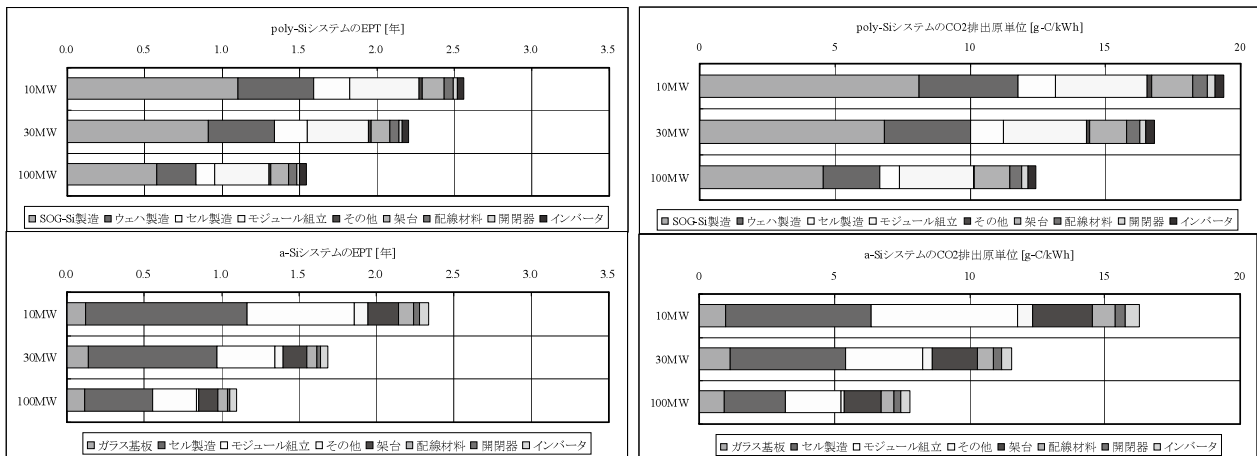 poly-SiシステムのEPT [年]
0.0 0.5 1.0 1.5 2.0 2.5 3.0 3.5
10MW
30MW
100MW
SOG-Si製造 ウェハ製造 セル製造 モジュール組立 その他 架台 配線材料 開閉器 インバータ
poly-SiシステムのCO2排出原単位 [g-C/kWh]
0 5 10 15 20
10MW
30MW
100MW
SOG-Si製造 ウェハ製造 セル製造 モジュール組立 その他 架台 配線材料 開閉器 インバータ
a-SiシステムのEPT [年]
0.0 0.5 1.0 1.5 2.0 2.5 3.0 3.5
10MW
30MW
100MW
ガラス基板 セル製造 モジュール組立 その他 架台 配線材料 開閉器 インバータ
a-SiシステムのCO2排出原単位 [g-C/kWh]
0 5 10 15 20
10MW
30MW
100MW
ガラス基板 セル製造 モジュール組立 その他 架台 配線材料 開閉器 インバータ